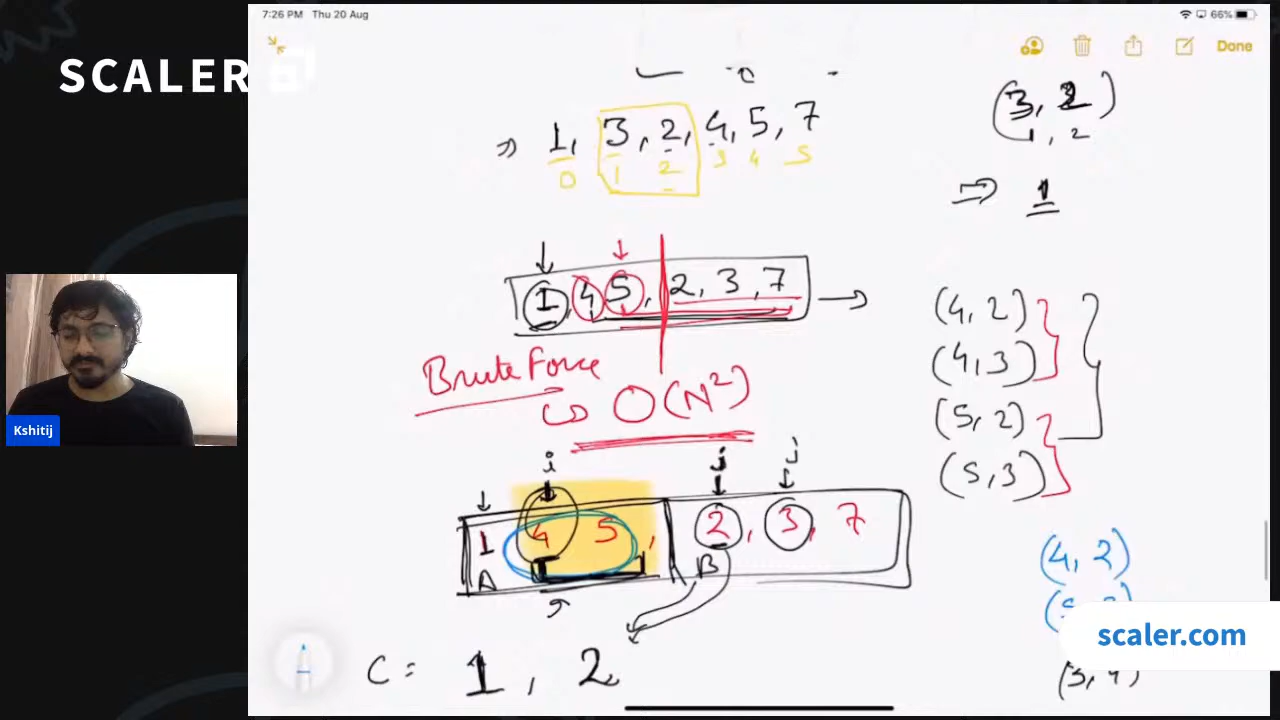 7:26 PM Thu 20 Aug
66%
SCALER
Done
⇒ 1, 3, 2, 4, 5, 7
0 1 2 3 4 5
(3, 2)
1, 2
⇒ 1
1, 4, 5, 2, 3, 7 →
(4, 2)
(4, 3)
(5, 2)
(5, 3)
Brute Force
↪ O(N²)
Kshitij
i j j
1 4 5 , 2, 3, 7
A B
(4, 2)
scaler.com
C = 1, 2